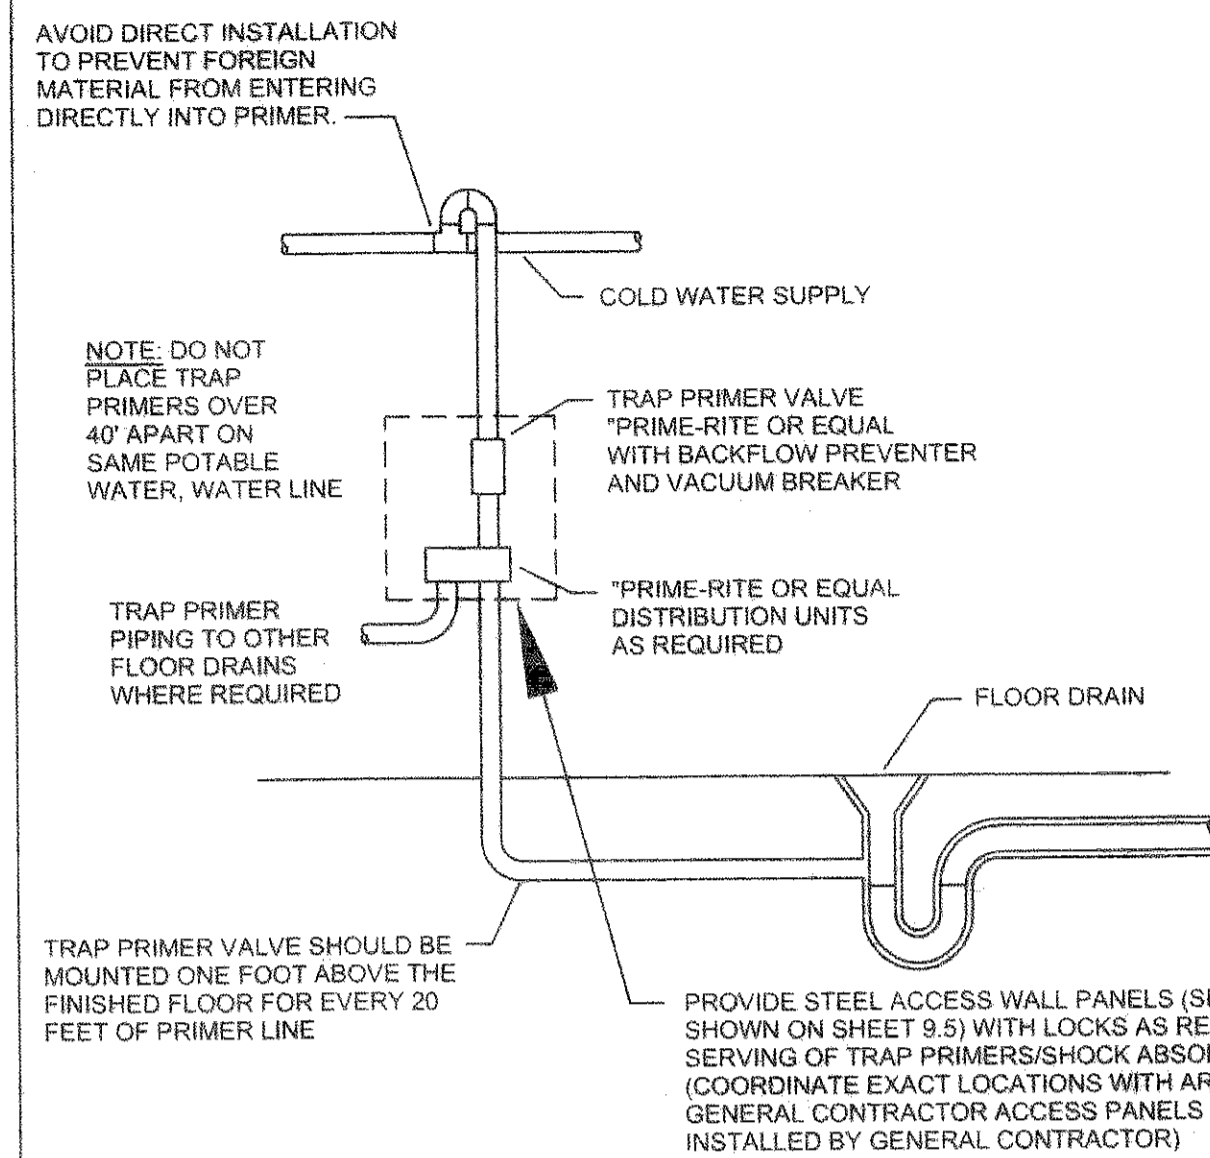 AVOID DIRECT INSTALLATION
TO PREVENT FOREIGN
MATERIAL FROM ENTERING
DIRECTLY INTO PRIMER.
COLD WATER SUPPLY
NOTE: DO NOT
PLACE TRAP
PRIMERS OVER
40' APART ON
SAME POTABLE
WATER, WATER LINE
TRAP PRIMER VALVE
"PRIME-RITE OR EQUAL
WITH BACKFLOW PREVENTER
AND VACUUM BREAKER
"PRIME-RITE OR EQUAL
DISTRIBUTION UNITS
AS REQUIRED
TRAP PRIMER
PIPING TO OTHER
FLOOR DRAINS
WHERE REQUIRED
FLOOR DRAIN
TRAP PRIMER VALVE SHOULD BE
MOUNTED ONE FOOT ABOVE THE
FINISHED FLOOR FOR EVERY 20
FEET OF PRIMER LINE
PROVIDE STEEL ACCESS WALL PANELS
SHOWN ON SHEET 9.5) WITH LOCKS AS
SERVING OF TRAP PRIMERS/SHOCK
(COORDINATE EXACT LOCATIONS WITH
GENERAL CONTRACTOR ACCESS PANELS
INSTALLED BY GENERAL CONTRACTOR)